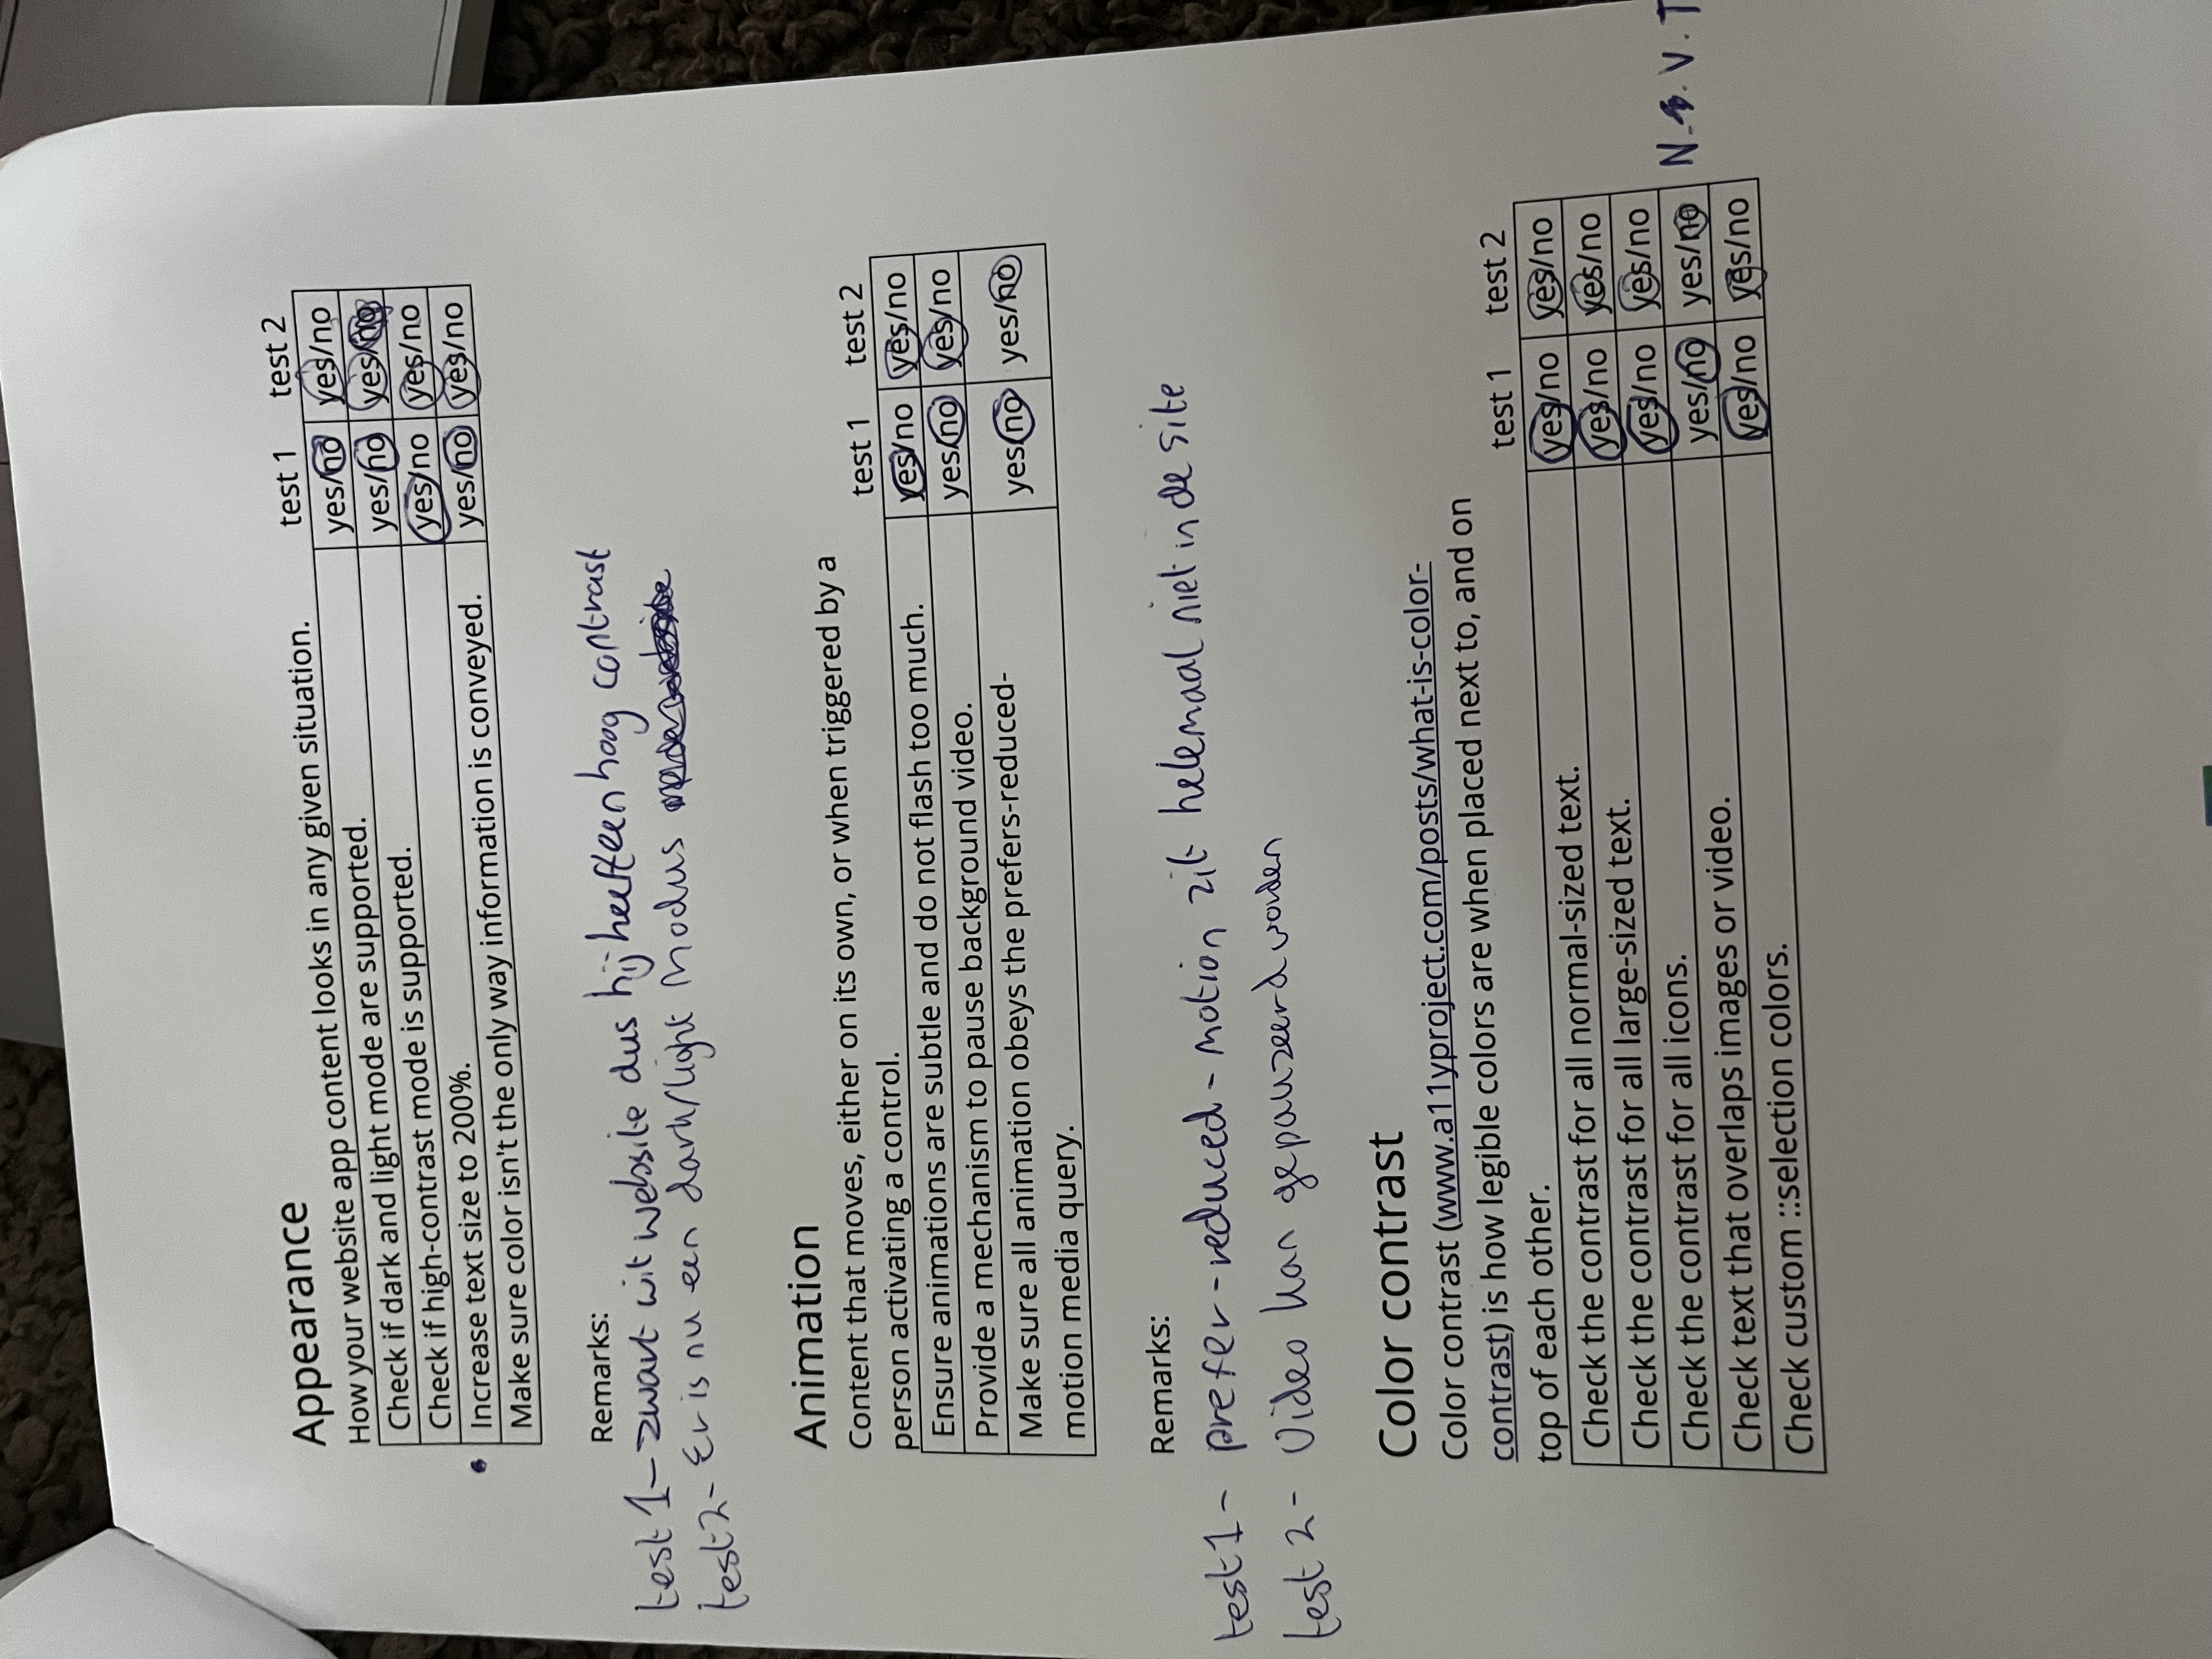 Appearance
How your website app content looks in any given situation. test 1 test 2
Check if dark and light mode are supported. yes/no yes/no
Check if high-contrast mode is supported. yes/no yes/no
Increase text size to 200%. yes/no yes/no
Make sure color isn't the only way information is conveyed. yes/no yes/no
Remarks:
test 1- zwart wit website dus hij heeft een hoog contrast
test 2- Er is nu een dark/light modus
Animation
Content that moves, either on its own, or when triggered by a
person activating a control. test 1 test 2
Ensure animations are subtle and do not flash too much. yes/no yes/no
Provide a mechanism to pause background video. yes/no yes/no
Make sure all animation obeys the prefers-reduced-
motion media query. yes/no yes/no
Remarks:
test 1- prefer-reduced-motion zit helemaal niet in de site
test 2- Video kan gepauzeerd worden
Color contrast
Color contrast (www.a11yproject.com/posts/what-is-color-
contrast) is how legible colors are when placed next to, and on
top of each other. test 1 test 2
Check the contrast for all normal-sized text. yes/no yes/no
Check the contrast for all large-sized text. yes/no yes/no
Check the contrast for all icons. yes/no yes/no
Check text that overlaps images or video. yes/no yes/no N.V.T
Check custom ::selection colors. yes/no yes/no